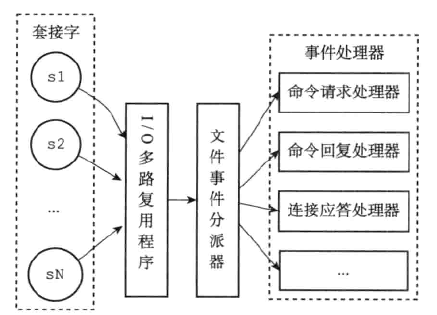 套接字
s1
s2
...
sN
I/O多路复用程序
文件事件分派器
事件处理器
命令请求处理器
命令回复处理器
连接应答处理器
...